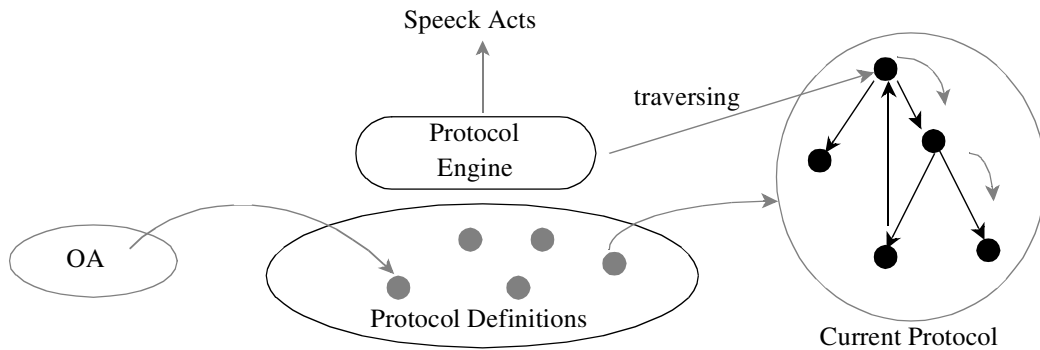 Speeck Acts
traversing
Protocol
Engine
OA
Protocol Definitions
Current Protocol